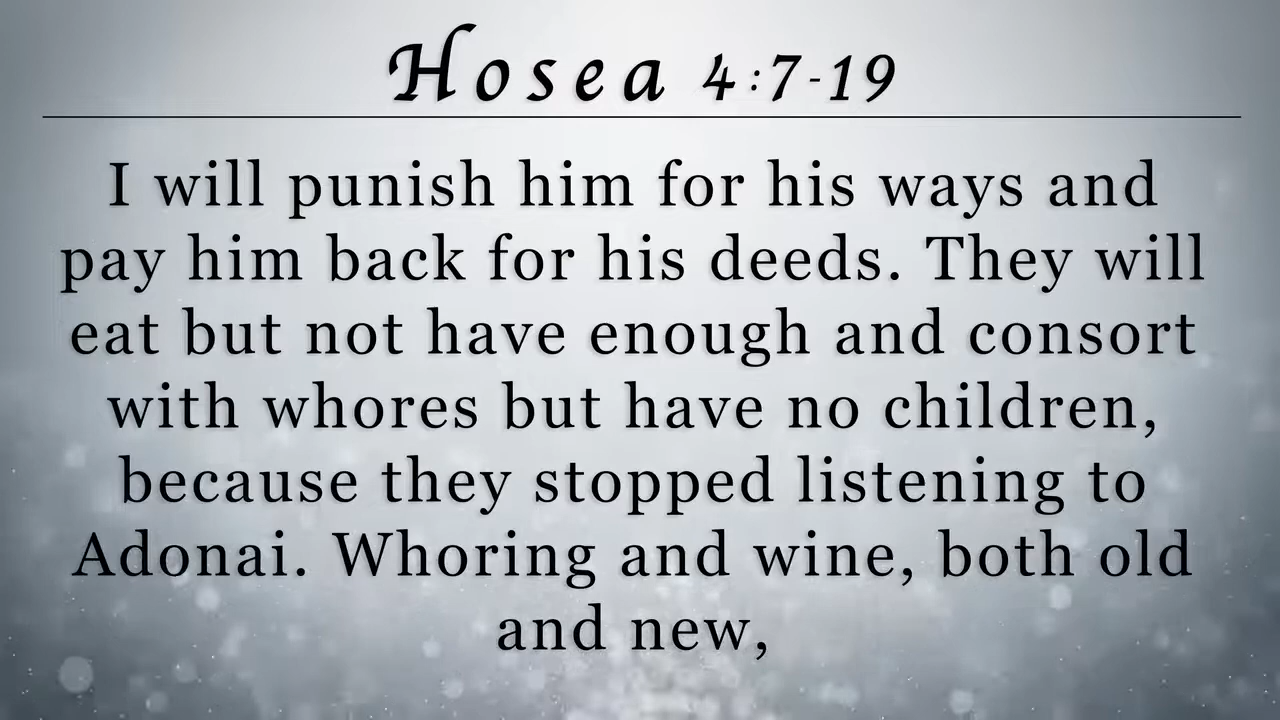 Hosea 4:7-19
I will punish him for his ways and
pay him back for his deeds. They will
eat but not have enough and consort
with whores but have no children,
because they stopped listening to
Adonai. Whoring and wine, both old
and new,